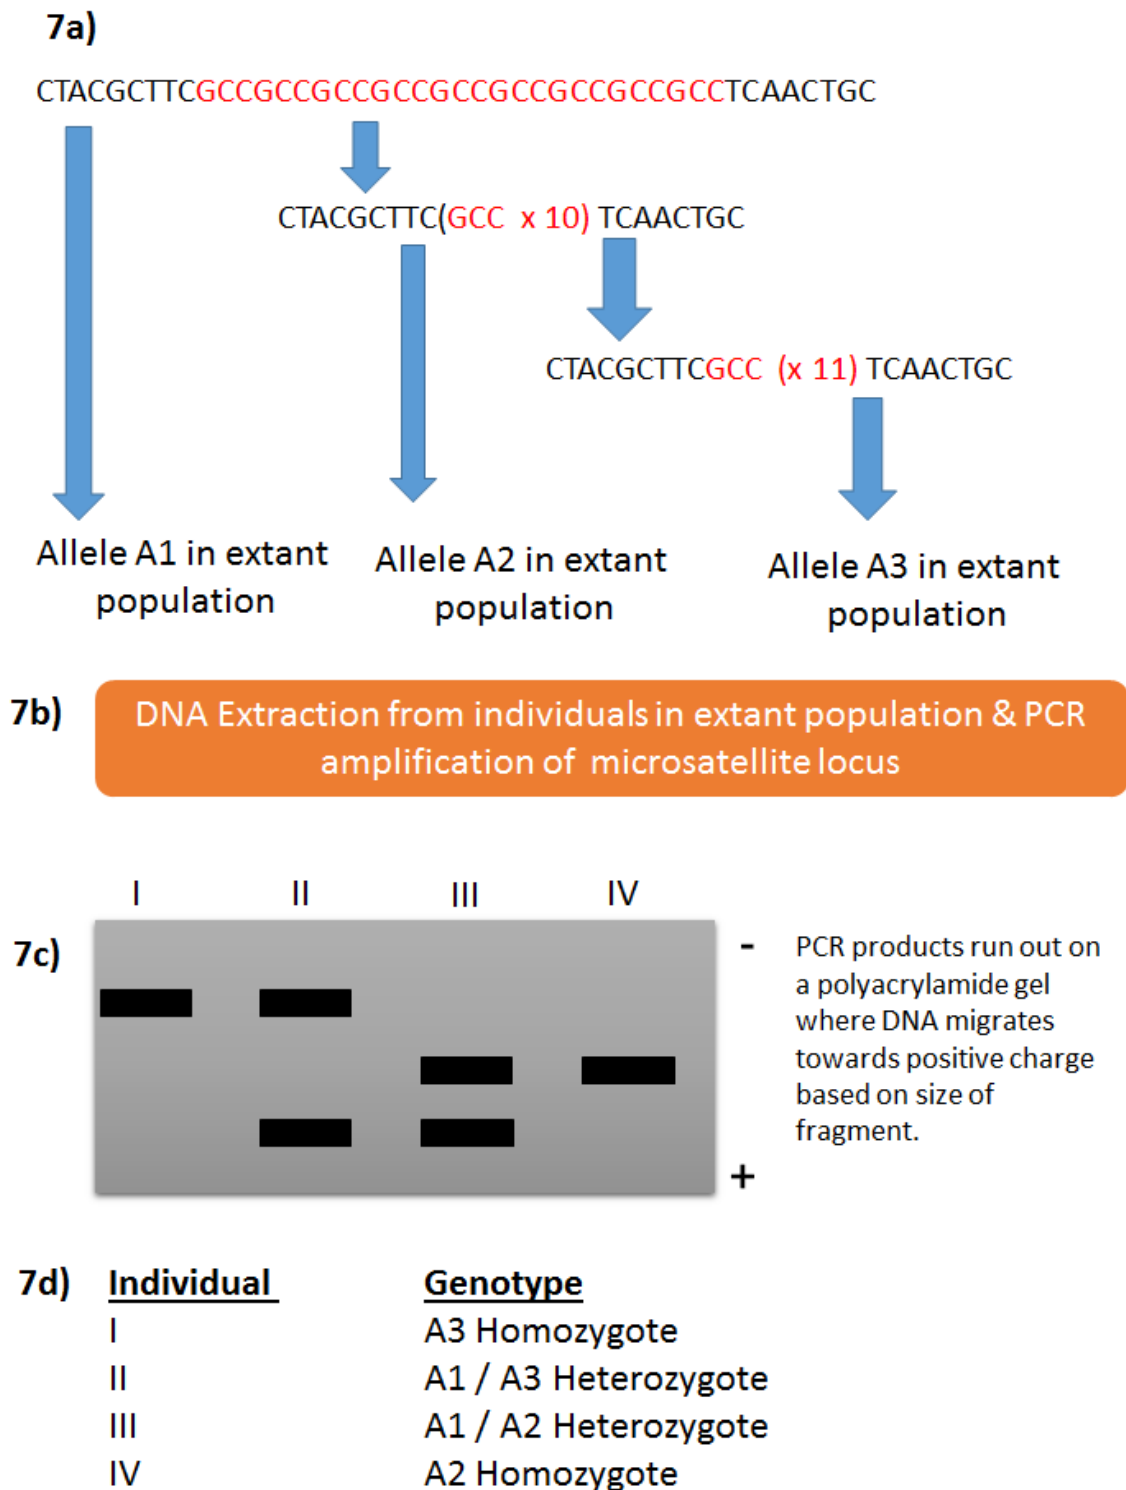 7a)
CTACGCTTCGCCGCCGCCGCCGCCGCCGCCGCCGCCTCAACTGC
CTACGCTTC(GCC x 10) TCAACTGC
CTACGCTTCGCC (x 11) TCAACTGC
Allele A1 in extant
population
Allele A2 in extant
population
Allele A3 in extant
population
7b)
DNA Extraction from individuals in extant population & PCR
amplification of microsatellite locus
I II III IV
7c)
-
+
PCR products run out on
a polyacrylamide gel
where DNA migrates
towards positive charge
based on size of
fragment.
7d) Individual Genotype
I A3 Homozygote
II A1 / A3 Heterozygote
III A1 / A2 Heterozygote
IV A2 Homozygote